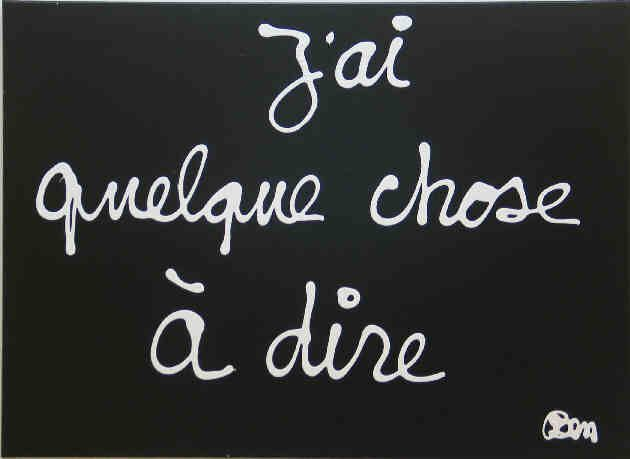 J'ai
quelque chose
à dire
Ben